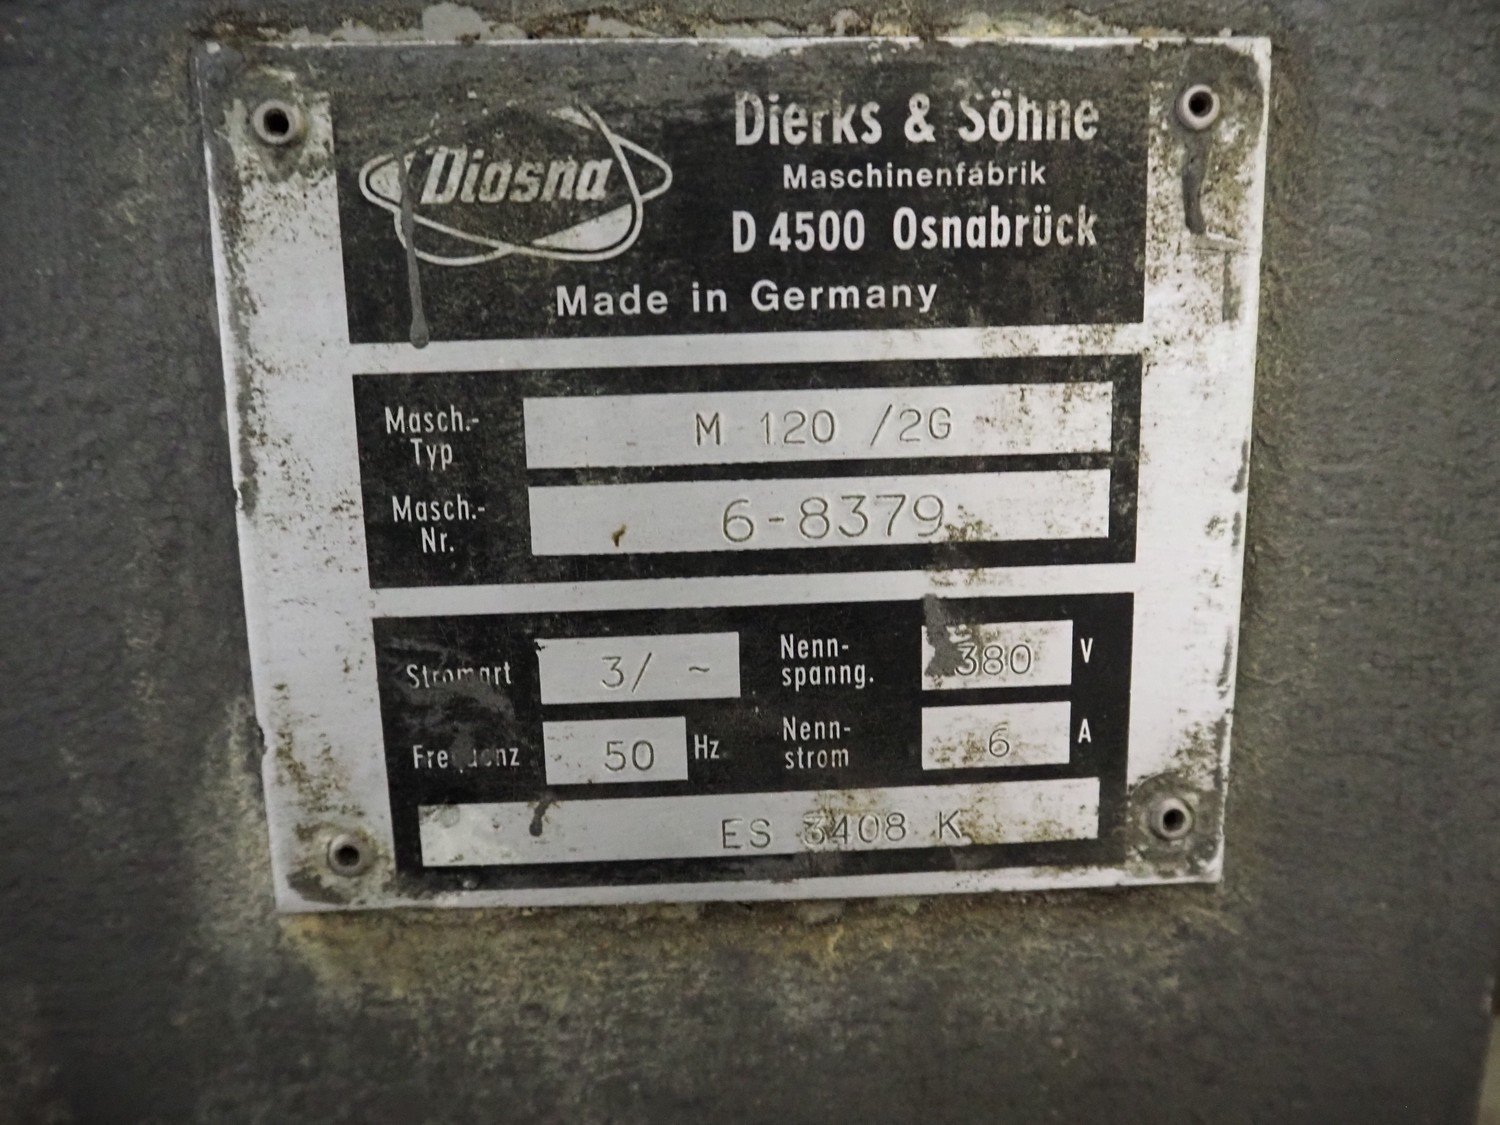 Diosna
Dierks & Söhne
Maschinenfabrik
D 4500 Osnabrück
Made in Germany
Masch.-
Typ
M 120 /2G
Masch.-
Nr.
6-8379
Stromart
3/ ~
Nenn-
spanng.
380 V
Frequenz
50 Hz
Nenn-
strom
6 A
ES 3408 K